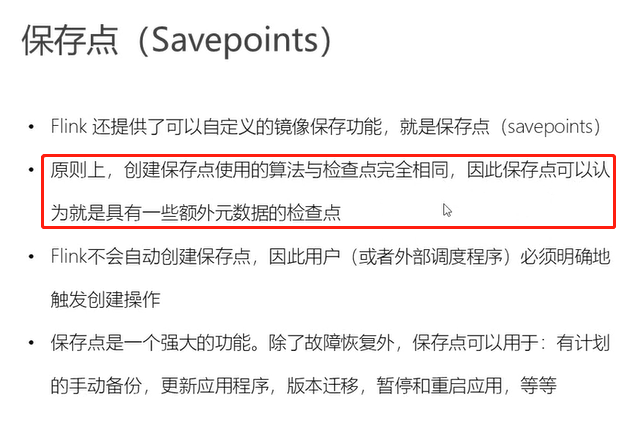 保存点（Savepoints）
• Flink 还提供了可以自定义的镜像保存功能，就是保存点（savepoints）
• 原则上，创建保存点使用的算法与检查点完全相同，因此保存点可以认
为就是具有一些额外元数据的检查点
• Flink不会自动创建保存点，因此用户（或者外部调度程序）必须明确地
触发创建操作
• 保存点是一个强大的功能。除了故障恢复外，保存点可以用于：有计划
的手动备份，更新应用程序，版本迁移，暂停和重启应用，等等